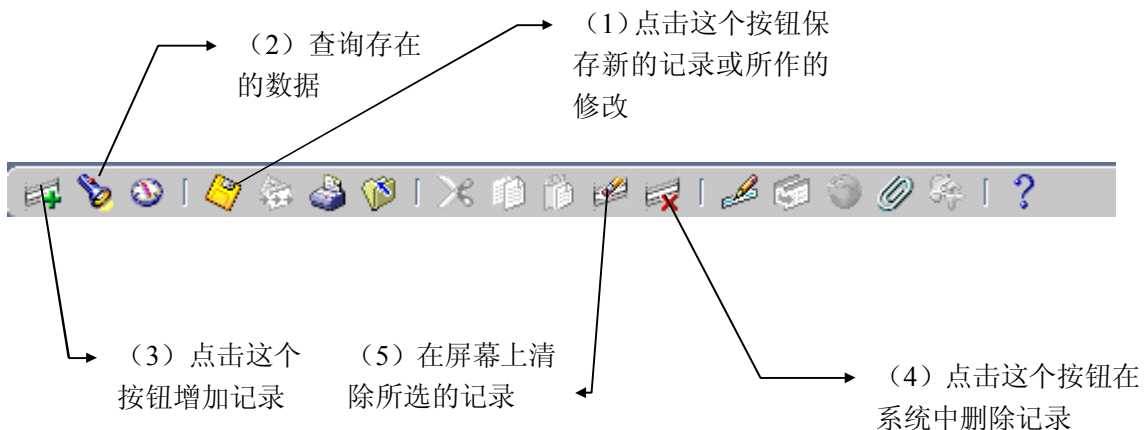 （2）查询存在
的数据
（1）点击这个按钮保
存新的记录或所作的
修改
（3）点击这个
按钮增加记录
（5）在屏幕上清
除所选的记录
（4）点击这个按钮在
系统中删除记录